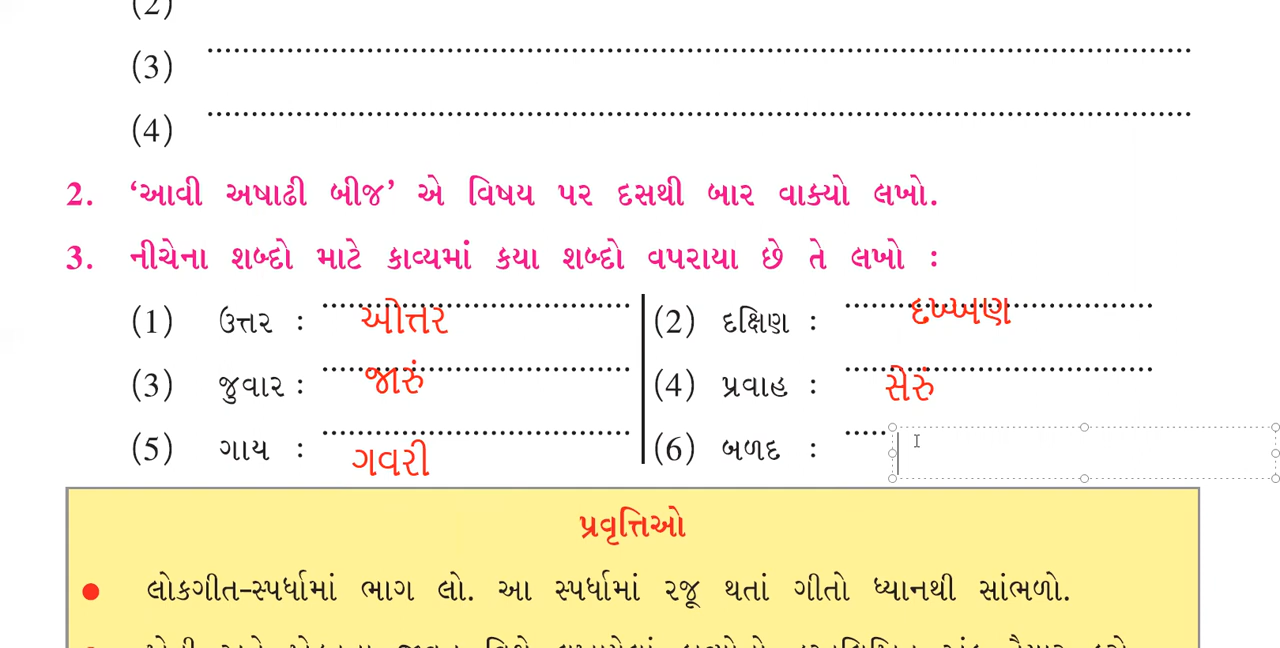 (2)
(3) ................................................
(4) ................................................
2. ‘આવી અષાઢી બીજ’ એ વિષય પર દસથી બાર વાક્યો લખો.
3. નીચેના શબ્દો માટે કાવ્યમાં કયા શબ્દો વપરાયા છે તે લખો :
(1) ઉત્તર : ઓત્તર (2) દક્ષિણ : દખ્ખણ
(3) જુવાર : જારું (4) પ્રવાહ : સેરું
(5) ગાય : ગવરી (6) બળદ :
પ્રવૃત્તિઓ
● લોકગીત-સ્પર્ધામાં ભાગ લો. આ સ્પર્ધામાં રજૂ થતાં ગીતો ધ્યાનથી સાંભળો.